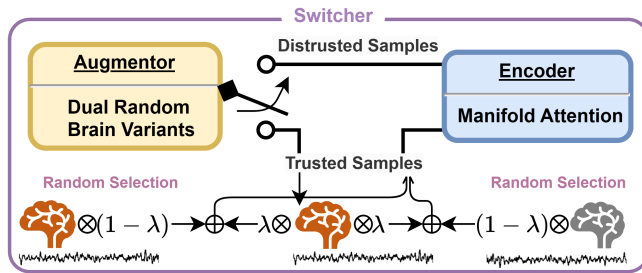 Switcher
Augmentor
Dual Random
Brain Variants
Distrusted Samples
Encoder
Manifold Attention
Trusted Samples
Random Selection
Random Selection
⊗(1 − λ) ⊕ λ⊗ ⊗λ ⊕ (1 − λ)⊗